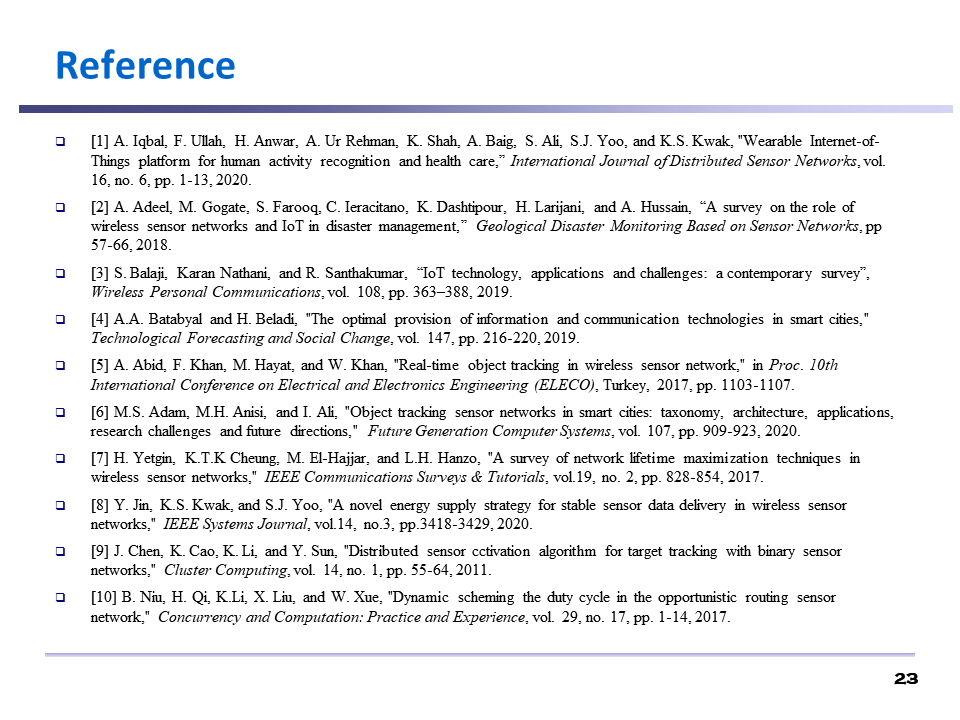 Reference
[1] A. Iqbal, F. Ullah, H. Anwar, A. Ur Rehman, K. Shah, A. Baig, S. Ali, S.J. Yoo, and K.S. Kwak, "Wearable Internet-of-
Things platform for human activity recognition and health care,” International Journal of Distributed Sensor Networks, vol.
16, no. 6, pp. 1-13, 2020.
[2] A. Adeel, M. Gogate, S. Farooq, C. Ieracitano, K. Dashtipour, H. Larijani, and A. Hussain, “A survey on the role of
wireless sensor networks and IoT in disaster management,” Geological Disaster Monitoring Based on Sensor Networks, pp
57-66, 2018.
[3] S. Balaji, Karan Nathani, and R. Santhakumar, “IoT technology, applications and challenges: a contemporary survey”,
Wireless Personal Communications, vol. 108, pp. 363–388, 2019.
[4] A.A. Batabyal and H. Beladi, "The optimal provision of information and communication technologies in smart cities,"
Technological Forecasting and Social Change, vol. 147, pp. 216-220, 2019.
[5] A. Abid, F. Khan, M. Hayat, and W. Khan, "Real-time object tracking in wireless sensor network," in Proc. 10th
International Conference on Electrical and Electronics Engineering (ELECO), Turkey, 2017, pp. 1103-1107.
[6] M.S. Adam, M.H. Anisi, and I. Ali, "Object tracking sensor networks in smart cities: taxonomy, architecture, applications,
research challenges and future directions," Future Generation Computer Systems, vol. 107, pp. 909-923, 2020.
[7] H. Yetgin, K.T.K Cheung, M. El-Hajjar, and L.H. Hanzo, "A survey of network lifetime maximization techniques in
wireless sensor networks," IEEE Communications Surveys & Tutorials, vol.19, no. 2, pp. 828-854, 2017.
[8] Y. Jin, K.S. Kwak, and S.J. Yoo, "A novel energy supply strategy for stable sensor data delivery in wireless sensor
networks," IEEE Systems Journal, vol.14, no.3, pp.3418-3429, 2020.
[9] J. Chen, K. Cao, K. Li, and Y. Sun, "Distributed sensor cctivation algorithm for target tracking with binary sensor
networks," Cluster Computing, vol. 14, no. 1, pp. 55-64, 2011.
[10] B. Niu, H. Qi, K.Li, X. Liu, and W. Xue, "Dynamic scheming the duty cycle in the opportunistic routing sensor
network," Concurrency and Computation: Practice and Experience, vol. 29, no. 17, pp. 1-14, 2017.
23